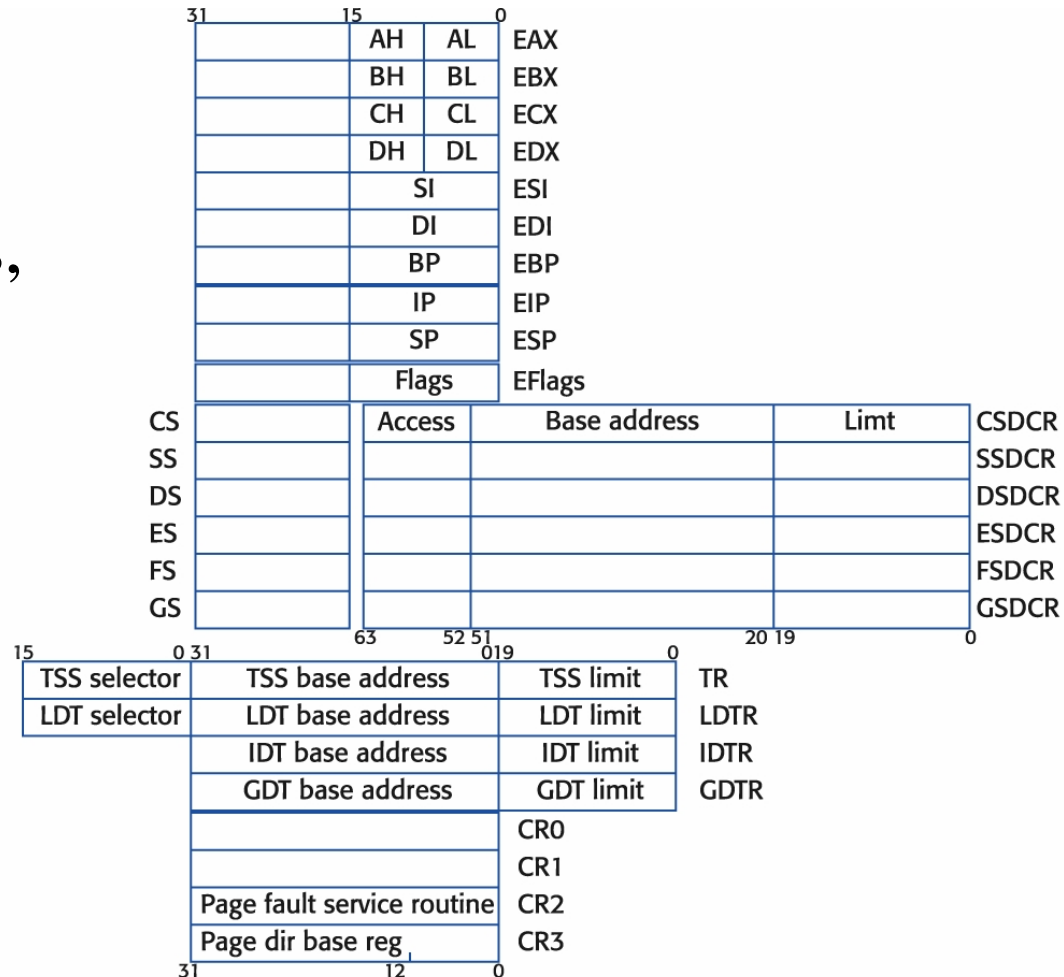 31 15 0
AH AL EAX
BH BL EBX
CH CL ECX
DH DL EDX
SI ESI
DI EDI
,
BP EBP
IP EIP
SP ESP
Flags EFlags
CS Access Base address Limt CSDCR
SS SSDCR
DS DSDCR
ES ESDCR
FS FSDCR
GS GSDCR
63 52 51 20 19 0
15 0 31 0 19 0
TSS selector TSS base address TSS limit TR
LDT selector LDT base address LDT limit LDTR
IDT base address IDT limit IDTR
GDT base address GDT limit GDTR
CR0
CR1
Page fault service routine CR2
Page dir base reg CR3
31 12 0